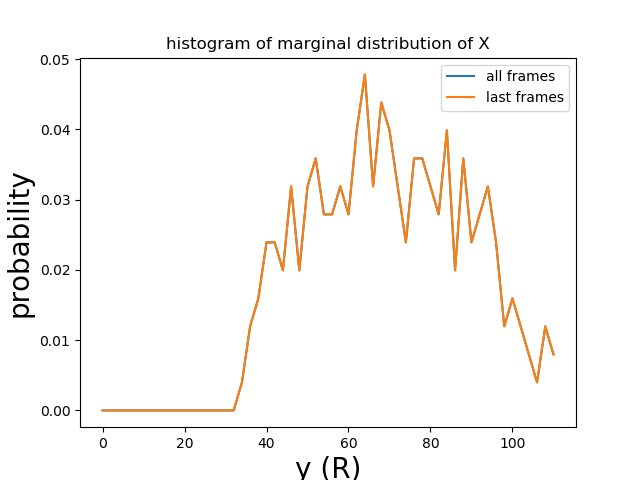 histogram of marginal distribution of X
all frames
last frames
probability
0.05
0.04
0.03
0.02
0.01
0.00
0 20 40 60 80 100
y (R)